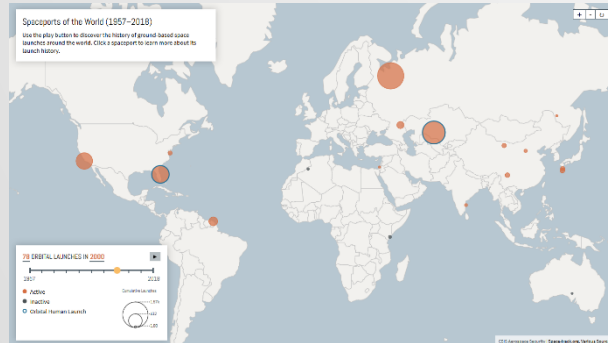 Spaceports of the World (1957–2018)
Use the play button to discover the history of ground-based space
launches around the world. Click a spaceport to learn more about its
launch history.
+ -
78 ORBITAL LAUNCHES IN 2000
1957 2018
Active
Inactive
Orbital Human Launch
Cumulative Launches